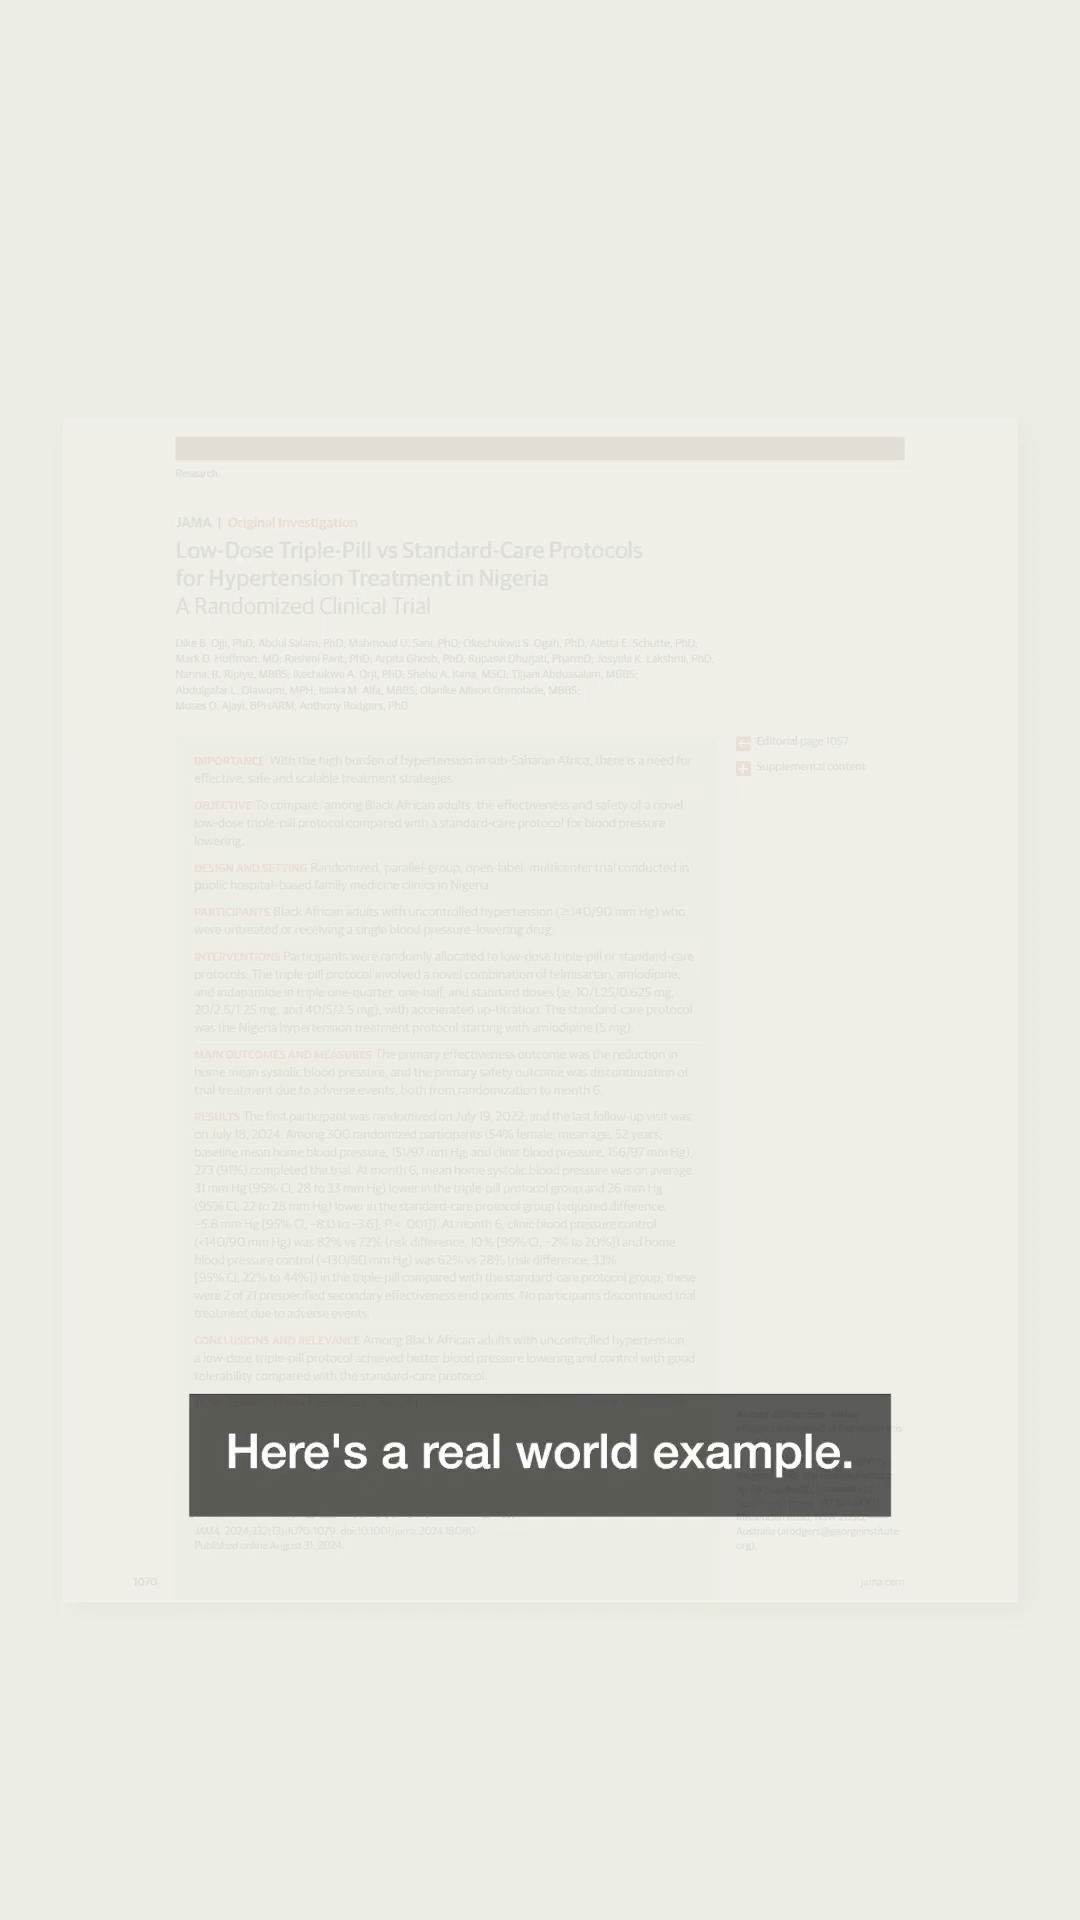 Research
JAMA | Original Investigation
Low-Dose Triple-Pill vs Standard-Care Protocols
for Hypertension Treatment in Nigeria
A Randomized Clinical Trial
Dike B. Ojji, PhD; Abdul Salam, PhD; Mahmoud U. Sani, PhD; Okechukwu S. Ogah, PhD; Aletta E. Schutte, PhD;
Mark D. Huffman, MD; Rashmi Pant, PhD; Arpita Ghosh, PhD; Rupasvi Dhurjati, PharmD; Josyula K. Lakshmi, PhD;
Nanna. R. Ripiye, MBBS; Ikechukwu A. Orji, PhD; Shehu A. Kana, MSCI; Tijjani Abdussalam, MBBS;
Abdulgafar L. Olawumi, MPH; Isiaka M. Alfa, MBBS; Olanike Allison Orimolade, MBBS;
Moses O. Ajayi, BPHARM; Anthony Rodgers, PhD
Editorial page 1057
Supplemental content
IMPORTANCE With the high burden of hypertension in sub-Saharan Africa, there is a need for
effective, safe and scalable treatment strategies.
OBJECTIVE To compare, among Black African adults, the effectiveness and safety of a novel
low-dose triple-pill protocol compared with a standard-care protocol for blood pressure
lowering.
DESIGN AND SETTING Randomized, parallel-group, open-label, multicenter trial conducted in
public hospital-based family medicine clinics in Nigeria
PARTICIPANTS Black African adults with uncontrolled hypertension (≥140/90 mm Hg) who
were untreated or receiving a single blood pressure-lowering drug
INTERVENTIONS Participants were randomly allocated to low-dose triple-pill or standard-care
protocols. The triple-pill protocol involved a novel combination of telmisartan, amlodipine,
and indapamide in triple one-quarter, one-half, and standard doses (ie, 10/1.25/0.625 mg,
20/2.5/1.25 mg, and 40/5/2.5 mg), with accelerated up-titration. The standard-care protocol
was the Nigeria hypertension treatment protocol starting with amlodipine (5 mg).
MAIN OUTCOMES AND MEASURES The primary effectiveness outcome was the reduction in
home mean systolic blood pressure, and the primary safety outcome was discontinuation of
trial treatment due to adverse events, both from randomization to month 6.
RESULTS The first participant was randomized on July 19, 2022, and the last follow-up visit was
on July 18, 2024. Among 300 randomized participants (54% female; mean age, 52 years;
baseline mean home blood pressure, 151/97 mm Hg; and clinic blood pressure, 156/97 mm Hg),
273 (91%) completed the trial. At month 6, mean home systolic blood pressure was on average
31 mm Hg (95% CI, 28 to 33 mm Hg) lower in the triple-pill protocol group and 26 mm Hg
(95% CI, 22 to 28 mm Hg) lower in the standard-care protocol group (adjusted difference,
−5.8 mm Hg [95% CI, −8.0 to −3.6], P < .001]). At month 6, clinic blood pressure control
(<140/90 mm Hg) was 82% vs 72% (risk difference, 10% [95% CI, −2% to 20%]) and home
blood pressure control (<130/80 mm Hg) was 62% vs 28% (risk difference, 33%
[95% CI, 22% to 44%]) in the triple-pill compared with the standard-care protocol group; these
were 2 of 21 prespecified secondary effectiveness end points. No participants discontinued trial
treatment due to adverse events.
CONCLUSIONS AND RELEVANCE Among Black African adults with uncontrolled hypertension,
a low-dose triple-pill protocol achieved better blood pressure lowering and control with good
tolerability compared with the standard-care protocol.
Here's a real world example.
JAMA. 2024;332(13):1070-1079. doi:10.1001/jama.2024.18080
Published online August 31, 2024.
Australia (arodgers@georgeinstitute.
org).
1070
jama.com